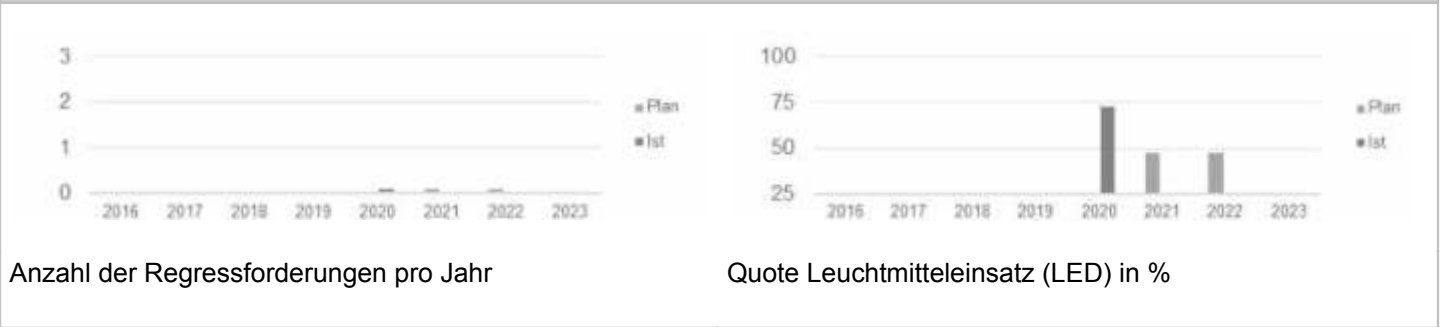 3
2
1
0
2016 2017 2018 2019 2020 2021 2022 2023
Plan
Ist
Anzahl der Regressforderungen pro Jahr
100
75
50
25
2016 2017 2018 2019 2020 2021 2022 2023
Plan
Ist
Quote Leuchtmitteleinsatz (LED) in %